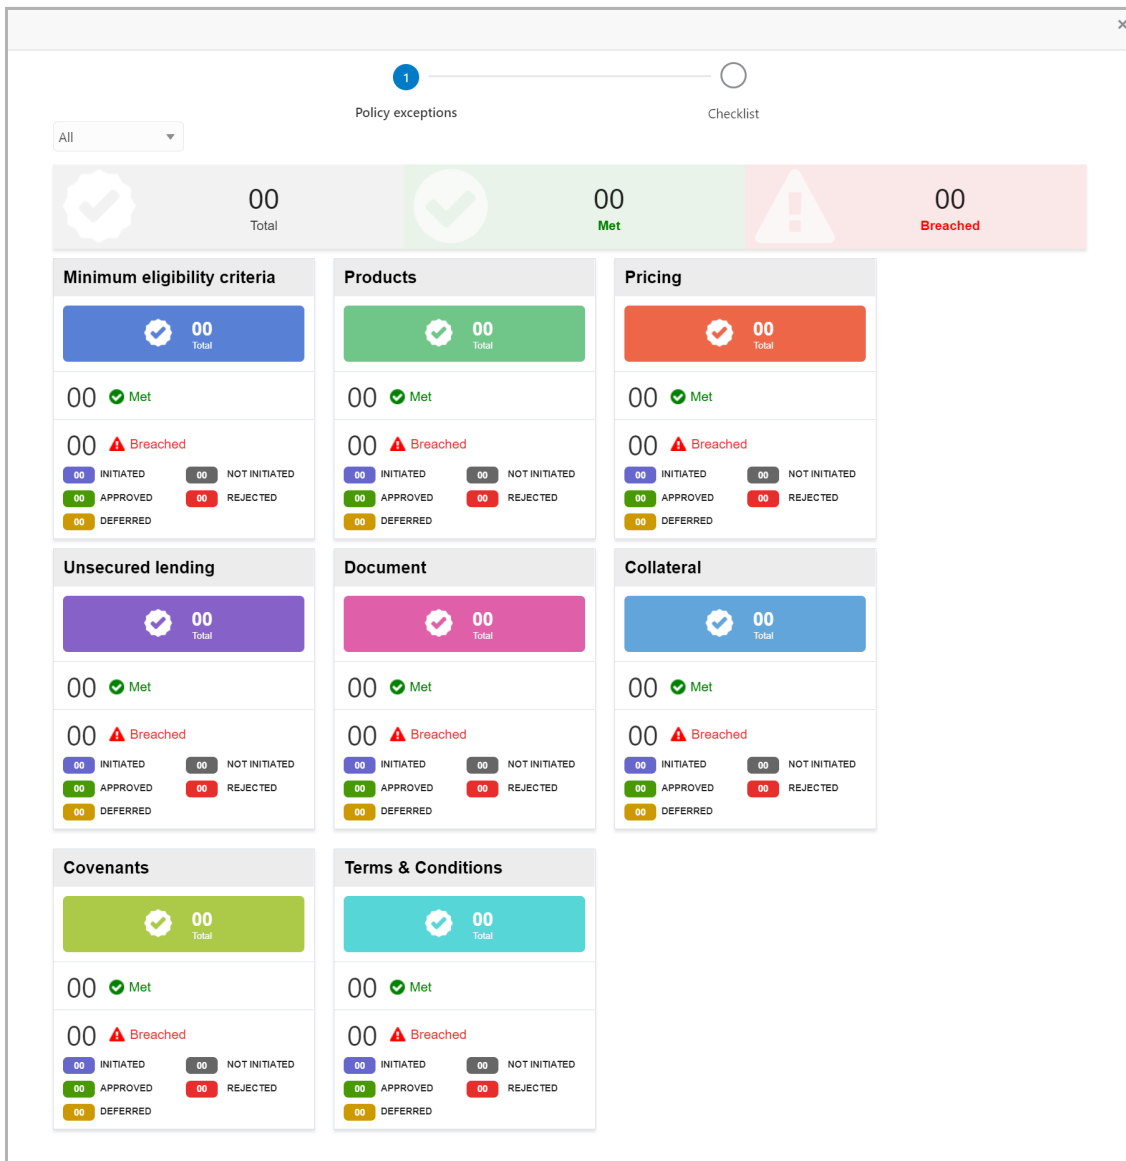 ×
1
Policy exceptions
Checklist
All
00
Total
00
Met
00
Breached
Minimum eligibility criteria
00
Total
00 Met
00 Breached
00 INITIATED 00 NOT INITIATED
00 APPROVED 00 REJECTED
00 DEFERRED
Products
00
Total
00 Met
00 Breached
00 INITIATED 00 NOT INITIATED
00 APPROVED 00 REJECTED
00 DEFERRED
Pricing
00
Total
00 Met
00 Breached
00 INITIATED 00 NOT INITIATED
00 APPROVED 00 REJECTED
00 DEFERRED
Unsecured lending
00
Total
00 Met
00 Breached
00 INITIATED 00 NOT INITIATED
00 APPROVED 00 REJECTED
00 DEFERRED
Document
00
Total
00 Met
00 Breached
00 INITIATED 00 NOT INITIATED
00 APPROVED 00 REJECTED
00 DEFERRED
Collateral
00
Total
00 Met
00 Breached
00 INITIATED 00 NOT INITIATED
00 APPROVED 00 REJECTED
00 DEFERRED
Covenants
00
Total
00 Met
00 Breached
00 INITIATED 00 NOT INITIATED
00 APPROVED 00 REJECTED
00 DEFERRED
Terms & Conditions
00
Total
00 Met
00 Breached
00 INITIATED 00 NOT INITIATED
00 APPROVED 00 REJECTED
00 DEFERRED